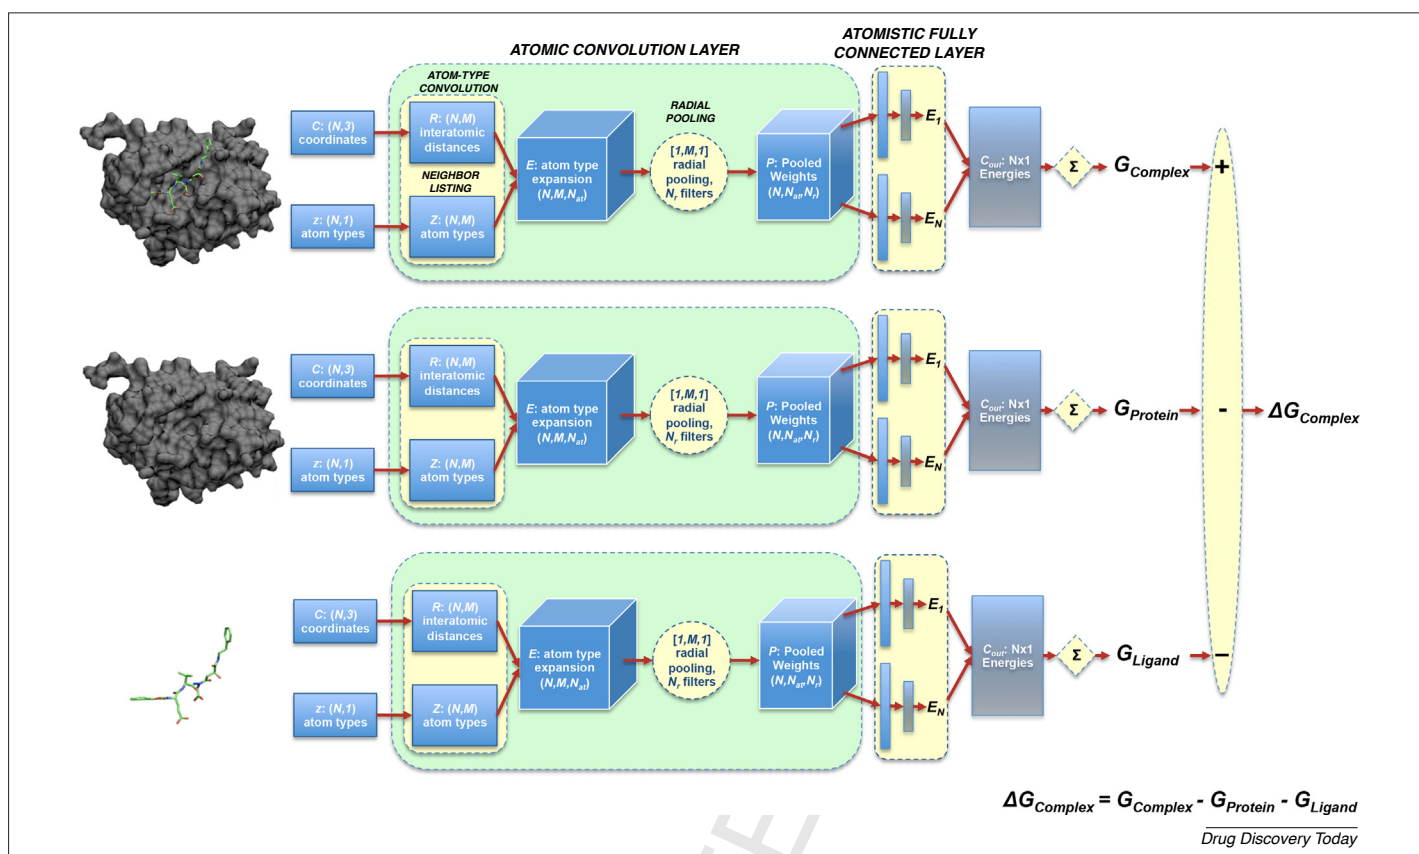 ATOMIC CONVOLUTION LAYER
ATOMISTIC FULLY
CONNECTED LAYER
ATOM-TYPE
CONVOLUTION
RADIAL
POOLING
C: (N,3)
coordinates
R: (N,M)
interatomic
distances
NEIGHBOR
LISTING
z: (N,1)
atom types
Z: (N,M)
atom types
E: atom type
expansion
(N,M,Nat)
[1,M,1]
radial
pooling,
Nr filters
P: Pooled
Weights
(N,Nat,Nr)
E1
EN
Cout: Nx1
Energies
Σ
GComplex
+
C: (N,3)
coordinates
R: (N,M)
interatomic
distances
z: (N,1)
atom types
Z: (N,M)
atom types
E: atom type
expansion
(N,M,Nat)
[1,M,1]
radial
pooling,
Nr filters
P: Pooled
Weights
(N,Nat,Nr)
E1
EN
Cout: Nx1
Energies
Σ
GProtein
-
ΔGComplex
C: (N,3)
coordinates
R: (N,M)
interatomic
distances
z: (N,1)
atom types
Z: (N,M)
atom types
E: atom type
expansion
(N,M,Nat)
[1,M,1]
radial
pooling,
Nr filters
P: Pooled
Weights
(N,Nat,Nr)
E1
EN
Cout: Nx1
Energies
Σ
GLigand
–
ΔGComplex = GComplex - GProtein - GLigand
Drug Discovery Today